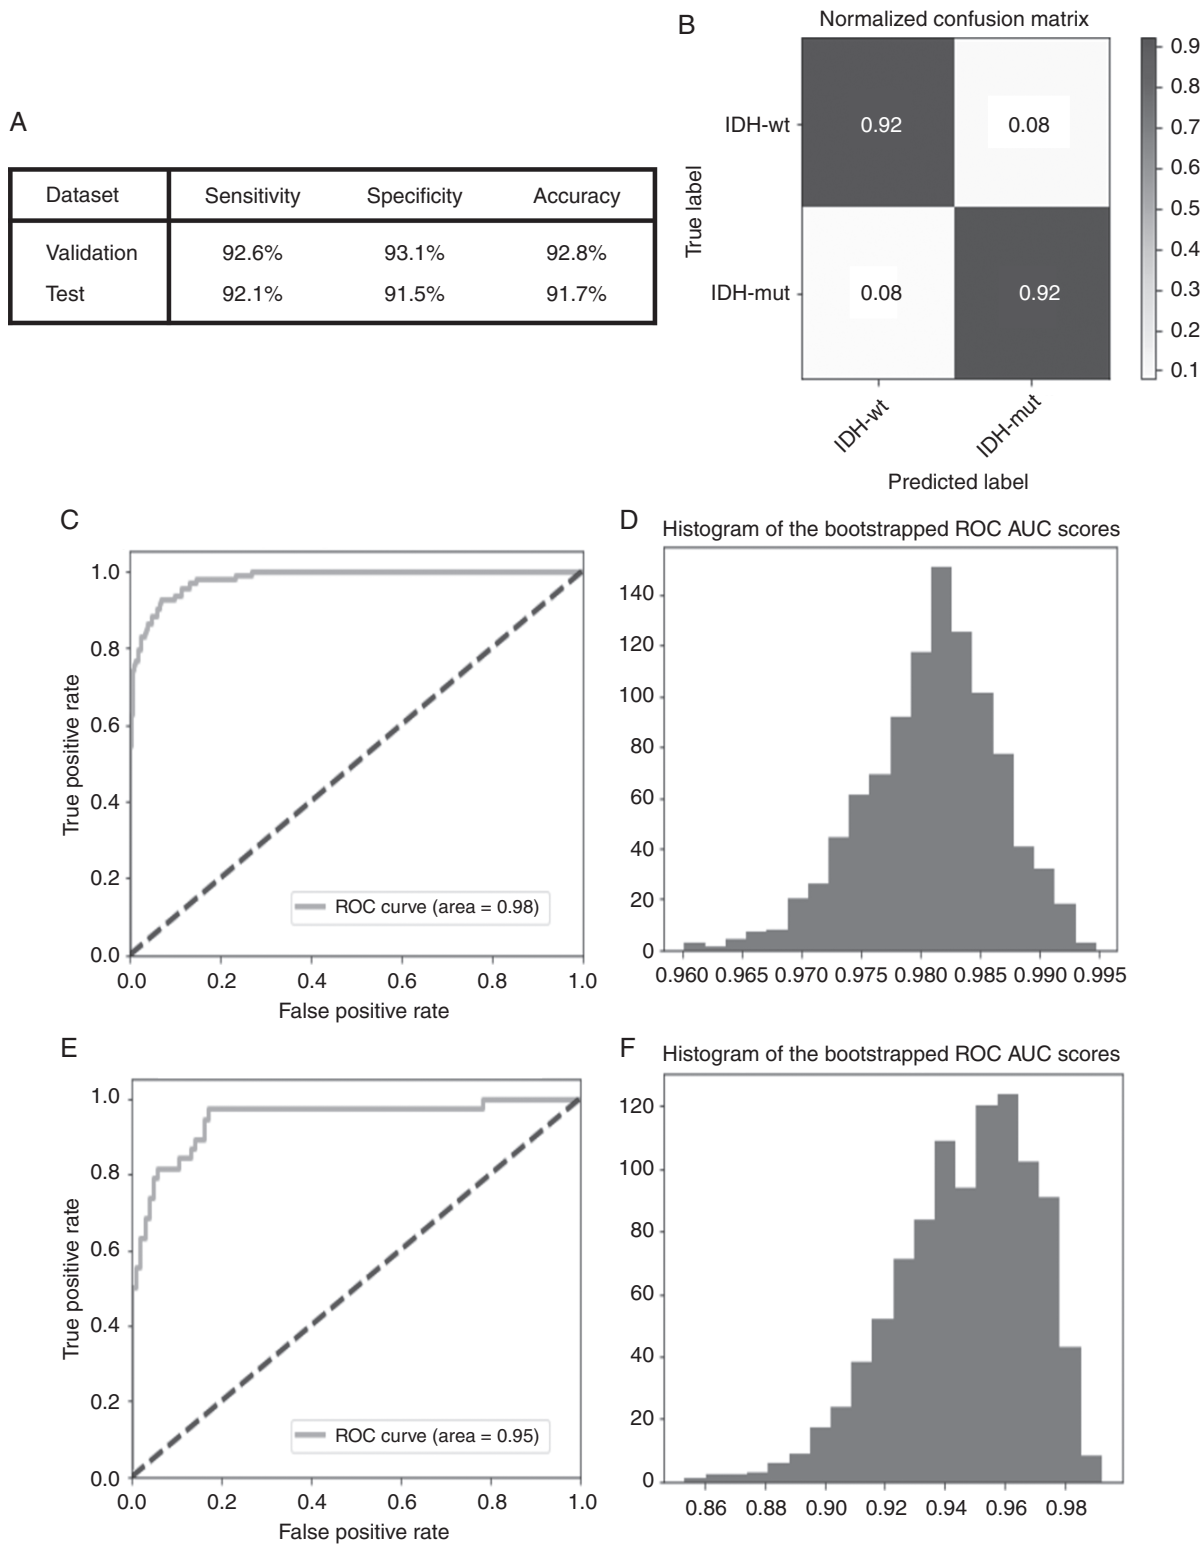 A
Dataset Sensitivity Specificity Accuracy
Validation 92.6% 93.1% 92.8%
Test 92.1% 91.5% 91.7%
B
Normalized confusion matrix
True label
IDH-wt 0.92 0.08
IDH-mut 0.08 0.92
IDH-wt IDH-mut
Predicted label
0.9
0.8
0.7
0.6
0.5
0.4
0.3
0.2
0.1
C
True positive rate
1.0
0.8
0.6
0.4
0.2
0.0
ROC curve (area = 0.98)
0.0 0.2 0.4 0.6 0.8 1.0
False positive rate
D
Histogram of the bootstrapped ROC AUC scores
140
120
100
80
60
40
20
0
0.960 0.965 0.970 0.975 0.980 0.985 0.990 0.995
E
True positive rate
1.0
0.8
0.6
0.4
0.2
0.0
ROC curve (area = 0.95)
0.0 0.2 0.4 0.6 0.8 1.0
False positive rate
F
Histogram of the bootstrapped ROC AUC scores
120
100
80
60
40
20
0
0.86 0.88 0.90 0.92 0.94 0.96 0.98